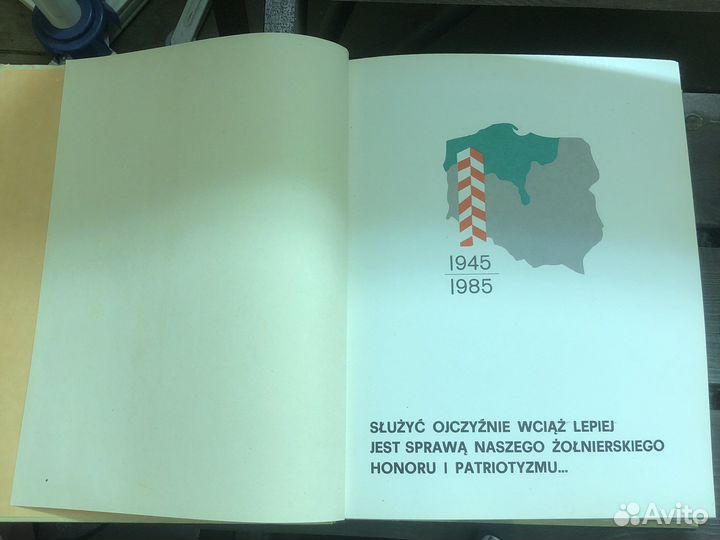 1945
1985
SŁUŻYĆ OJCZYŹNIE WCIĄŻ LEPIEJ
JEST SPRAWĄ NASZEGO ŻOŁNIERSKIEGO
HONORU I PATRIOTYZMU...
Avito